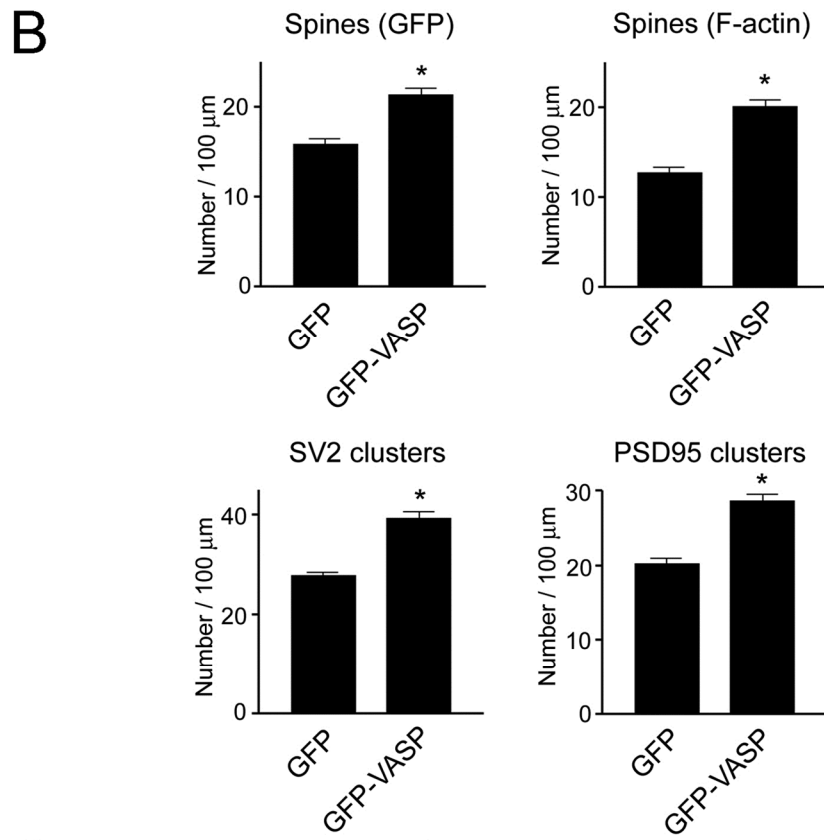 B
Spines (GFP)
Number / 100 µm
20
10
0
*
GFP
GFP-VASP
Spines (F-actin)
Number / 100 µm
20
10
0
*
GFP
GFP-VASP
SV2 clusters
Number / 100 µm
40
20
0
*
GFP
GFP-VASP
PSD95 clusters
Number / 100 µm
30
20
10
0
*
GFP
GFP-VASP